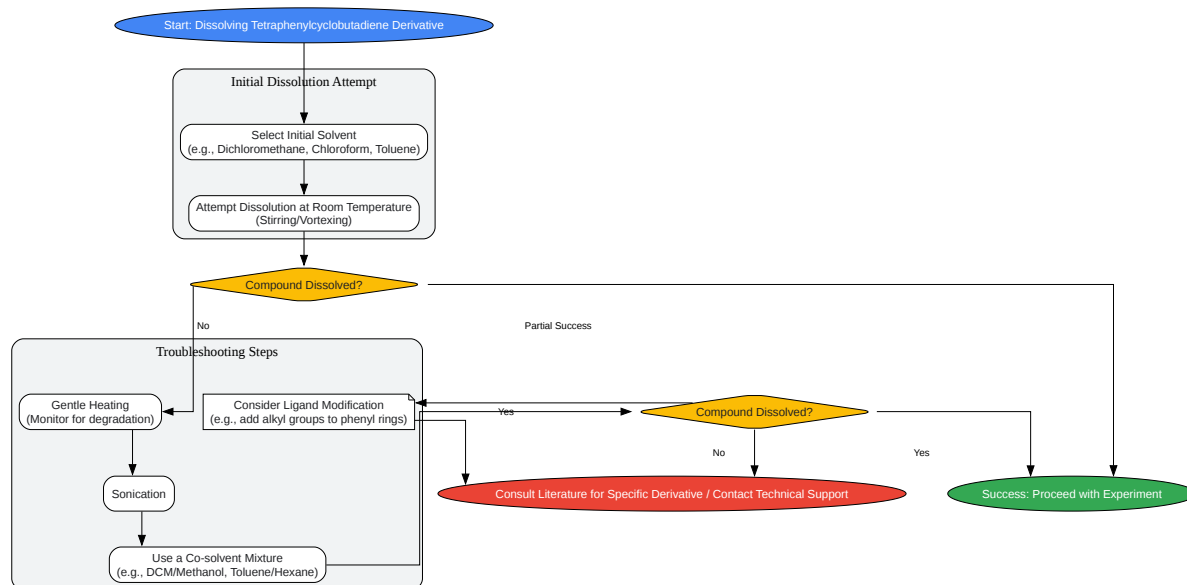 Start: Dissolving Tetraphenylcyclobutadiene Derivative
Initial Dissolution Attempt
Select Initial Solvent
(e.g., Dichloromethane, Chloroform, Toluene)
Attempt Dissolution at Room Temperature
(Stirring/Vortexing)
Compound Dissolved?
No
Partial Success
Troubleshooting Steps
Gentle Heating
(Monitor for degradation)
Consider Ligand Modification
(e.g., add alkyl groups to phenyl rings)
Yes
Compound Dissolved?
No
Yes
Sonication
Consult Literature for Specific Derivative / Contact Technical Support
Success: Proceed with Experiment
Use a Co-solvent Mixture
(e.g., DCM/Methanol, Toluene/Hexane)